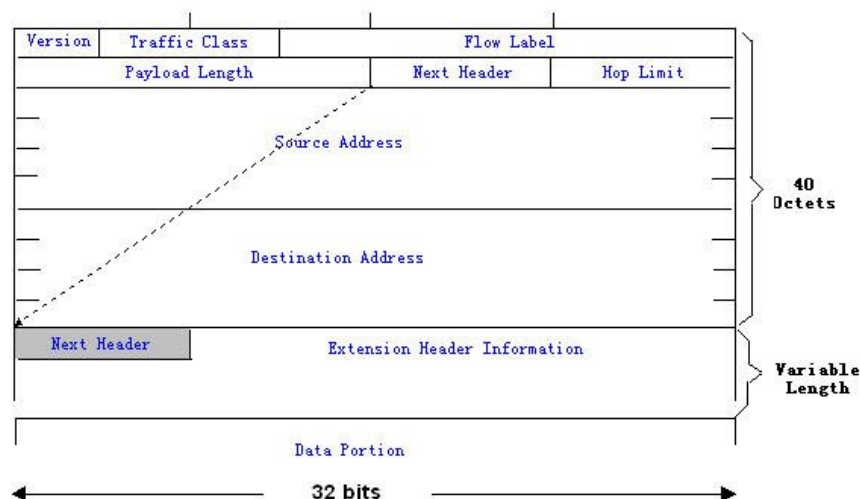 Version Traffic Class Flow Label
Payload Length Next Header Hop Limit
Source Address
40
Octets
Destination Address
Next Header Extension Header Information
Variable
Length
Data Portion
32 bits